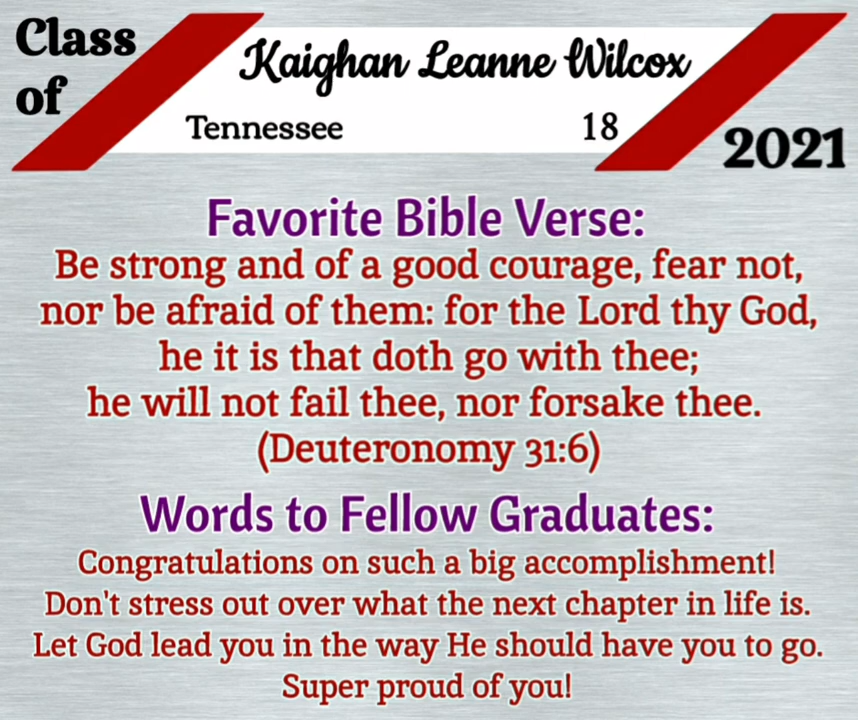 Class
of
Kaighan Leanne Wilcox
Tennessee 18
2021
Favorite Bible Verse:
Be strong and of a good courage, fear not,
nor be afraid of them: for the Lord thy God,
he it is that doth go with thee;
he will not fail thee, nor forsake thee.
(Deuteronomy 31:6)
Words to Fellow Graduates:
Congratulations on such a big accomplishment!
Don't stress out over what the next chapter in life is.
Let God lead you in the way He should have you to go.
Super proud of you!